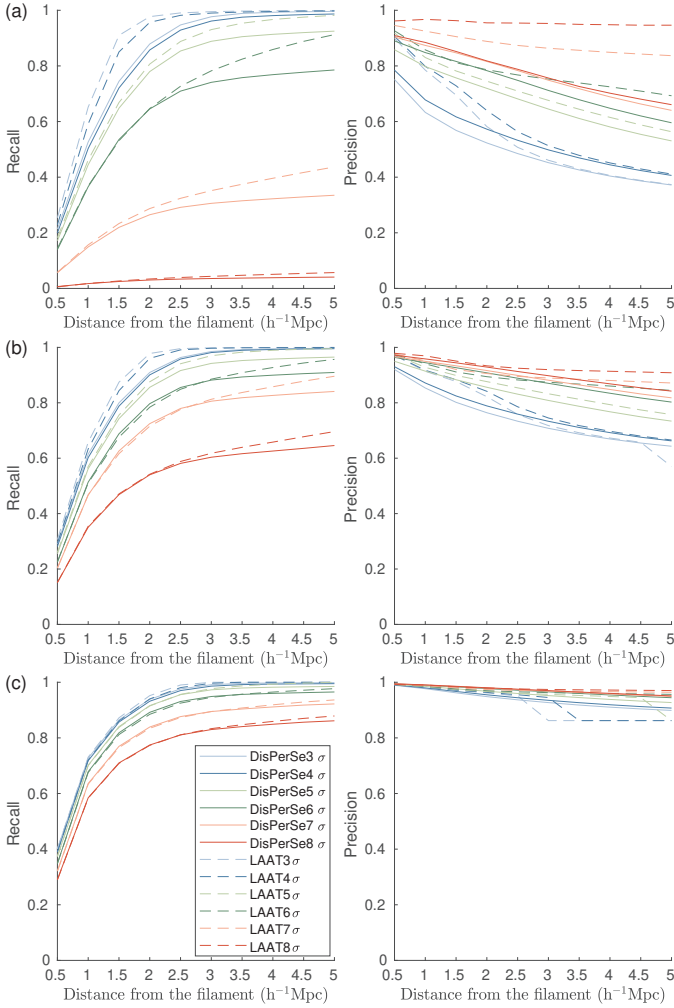 (a)
1
0.8
0.6
0.4
0.2
0
Recall
0.5 1 1.5 2 2.5 3 3.5 4 4.5 5
Distance from the filament (h⁻¹Mpc)
1
0.8
0.6
0.4
0.2
0
Precision
0.5 1 1.5 2 2.5 3 3.5 4 4.5 5
Distance from the filament (h⁻¹Mpc)
(b)
1
0.8
0.6
0.4
0.2
0
Recall
0.5 1 1.5 2 2.5 3 3.5 4 4.5 5
Distance from the filament (h⁻¹Mpc)
1
0.8
0.6
0.4
0.2
0
Precision
0.5 1 1.5 2 2.5 3 3.5 4 4.5 5
Distance from the filament (h⁻¹Mpc)
(c)
1
0.8
0.6
0.4
0.2
0
Recall
0.5 1 1.5 2 2.5 3 3.5 4 4.5 5
Distance from the filament (h⁻¹Mpc)
DisPerSe3 σ
DisPerSe4 σ
DisPerSe5 σ
DisPerSe6 σ
DisPerSe7 σ
DisPerSe8 σ
LAAT3σ
LAAT4σ
LAAT5σ
LAAT6σ
LAAT7σ
LAAT8σ
1
0.8
0.6
0.4
0.2
0
Precision
0.5 1 1.5 2 2.5 3 3.5 4 4.5 5
Distance from the filament (h⁻¹Mpc)